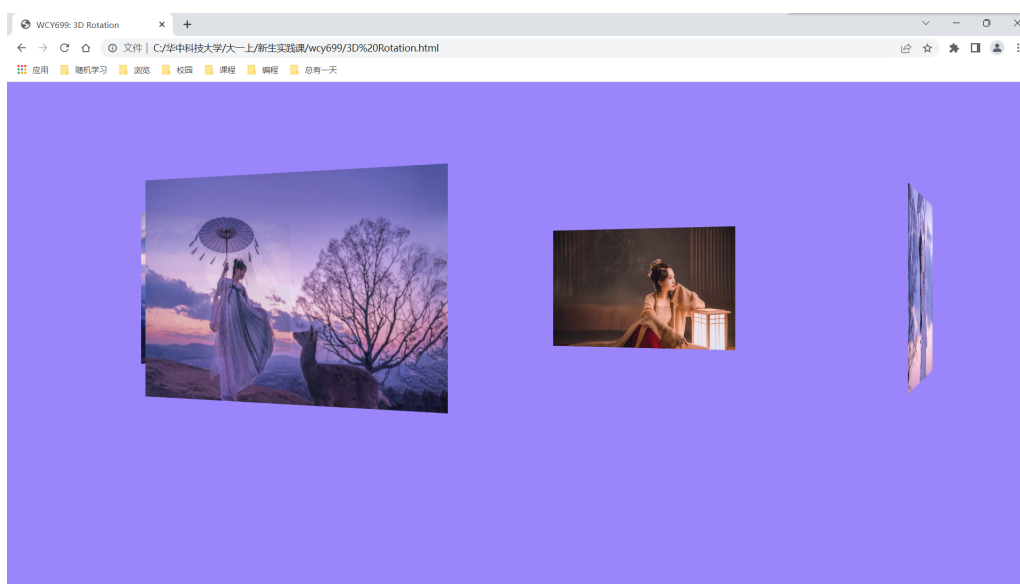 WCY699: 3D Rotation
文件 | C:/华中科技大学/大一上/新生实践课/wcy699/3D%20Rotation.html
应用 随机学习 浏览 校园 课程 编程 总有一天